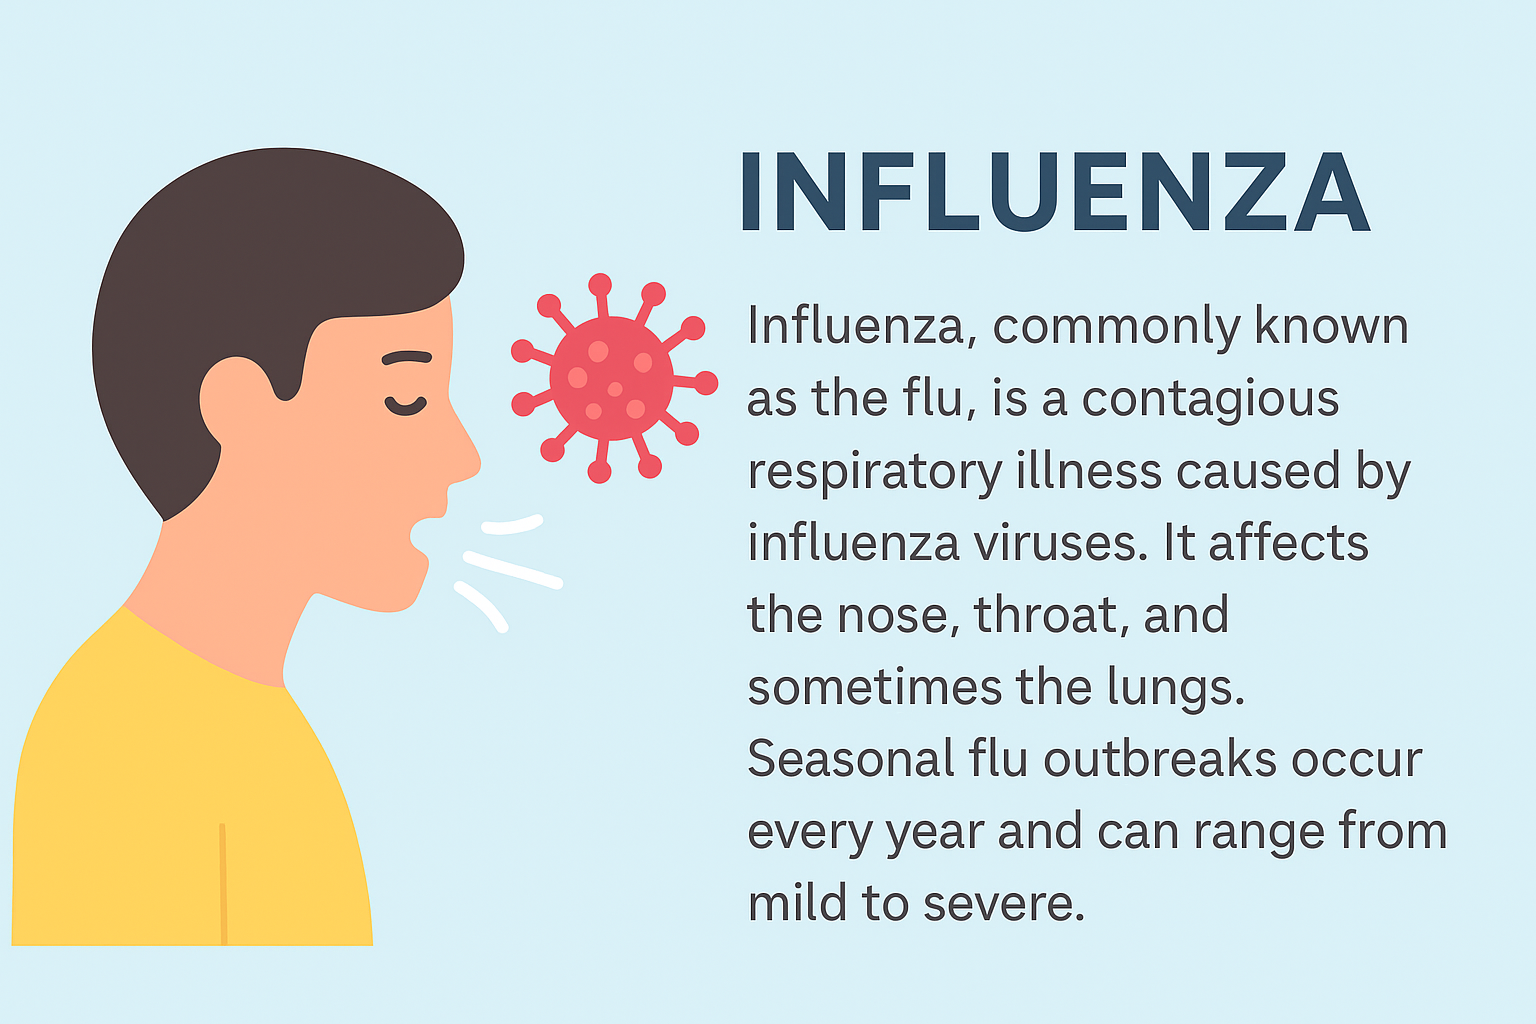 INFLUENZA
Influenza, commonly known
as the flu, is a contagious
respiratory illness caused by
influenza viruses. It affects
the nose, throat, and
sometimes the lungs.
Seasonal flu outbreaks occur
every year and can range from
mild to severe.